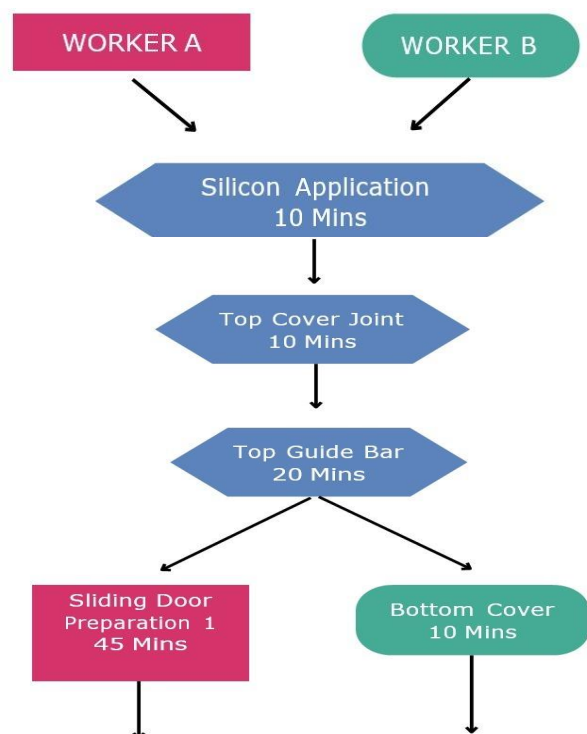 WORKER A
WORKER B
Silicon Application
10 Mins
Top Cover Joint
10 Mins
Top Guide Bar
20 Mins
Sliding Door
Preparation 1
45 Mins
Bottom Cover
10 Mins